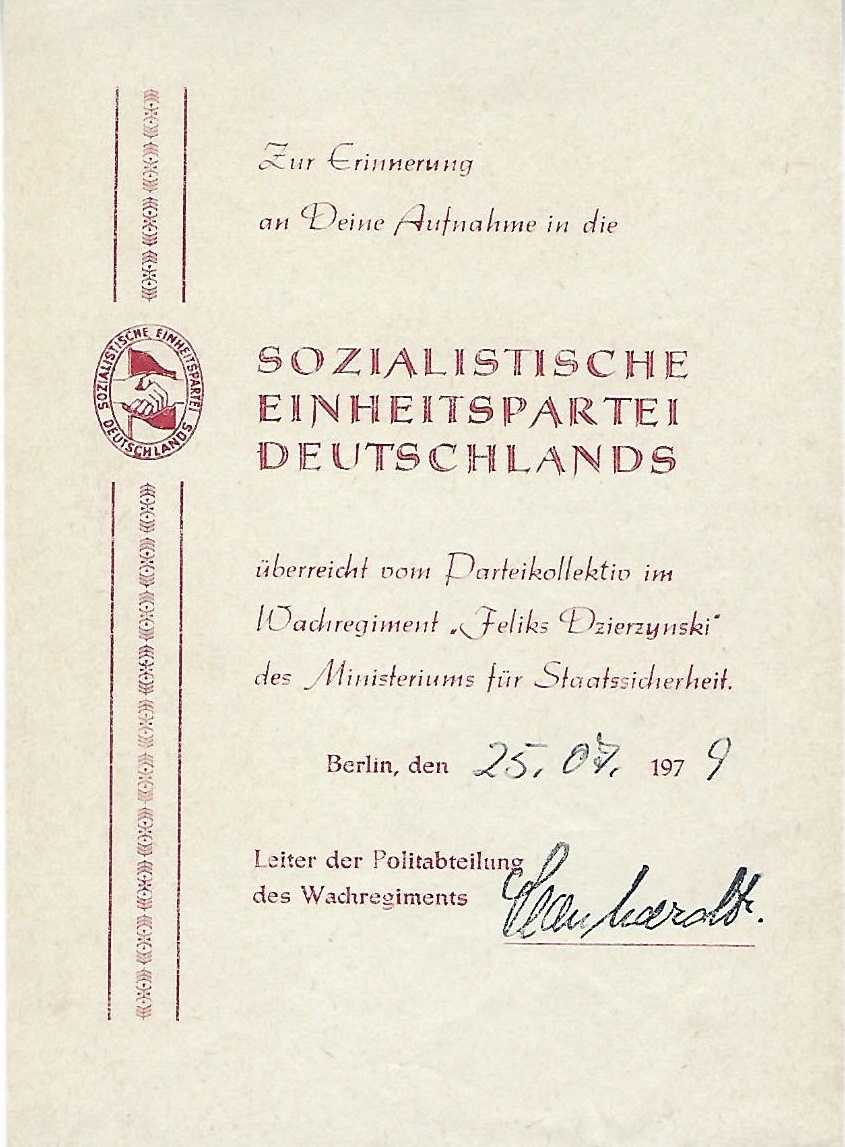 Zur Erinnerung
an Deine Aufnahme in die
SOZIALISTISCHE EINHEITSPARTEI DEUTSCHLANDS
SOZIALISTISCHE
EINHEITSPARTEI
DEUTSCHLANDS
überreicht vom Parteikollektiv im
Wachregiment „Feliks Dzierzynski“
des Ministeriums für Staatssicherheit.
Berlin, den 25. 07. 1979
Leiter der Politabteilung
des Wachregiments